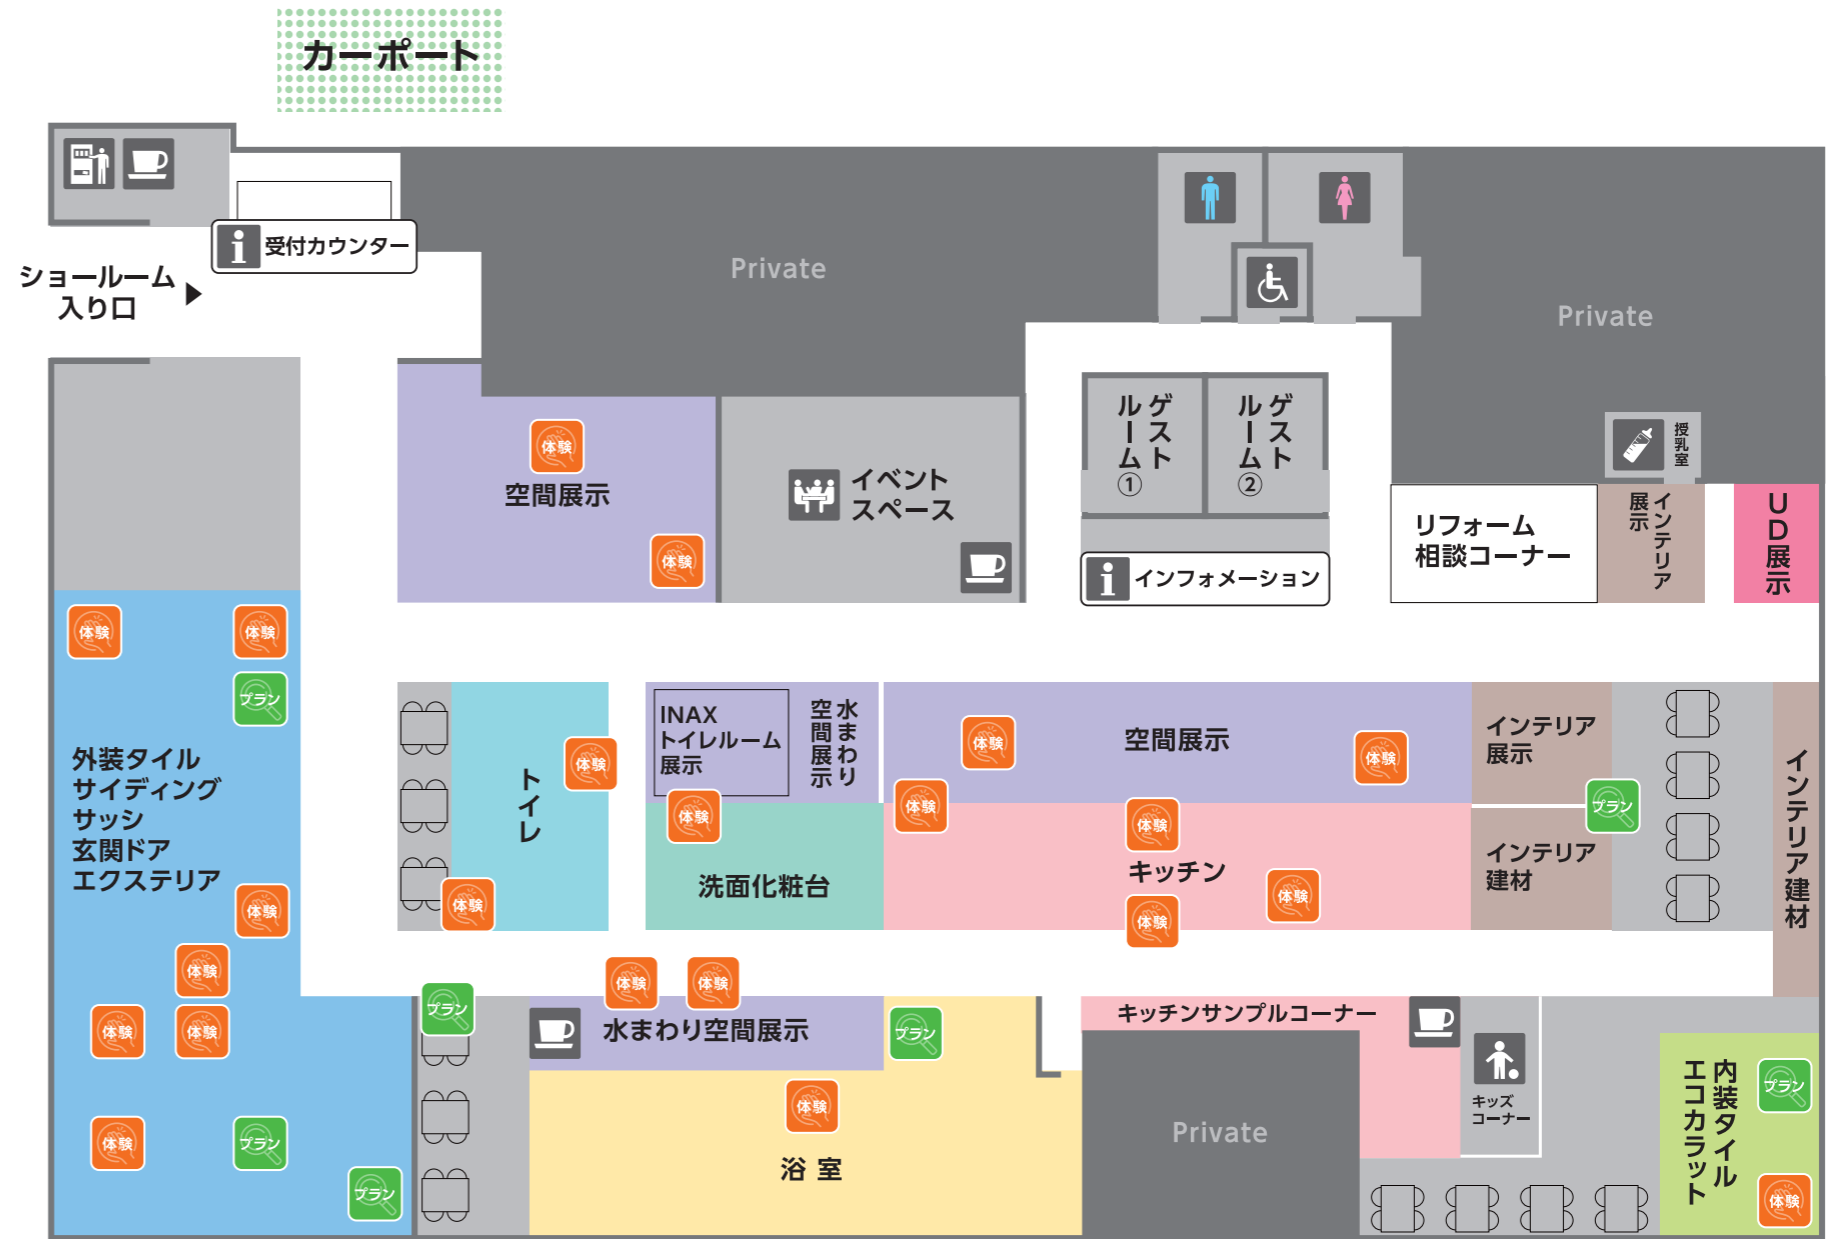 カーポート
受付カウンター
ショールーム
入り口
Private
Private
ゲスト
ルーム①
ゲスト
ルーム②
授乳室
体験
空間展示
体験
イベント
スペース
インフォメーション
リフォーム
相談コーナー
インテリア
展示
UD展示
体験
体験
プラン
外装タイル
サイディング
サッシ
玄関ドア
エクステリア
体験
体験
体験
体験
体験
プラン
プラン
トイレ
体験
体験
INAX
トイレルーム
展示
水まわり
空間展示
体験
洗面化粧台
空間展示
体験
体験
体験
体験
キッチン
体験
体験
インテリア
展示
プラン
インテリア
建材
インテリア建材
プラン
体験
体験
水まわり空間展示
プラン
体験
浴室
キッチンサンプルコーナー
Private
キッズ
コーナー
内装タイル
エコカラット
プラン
体験